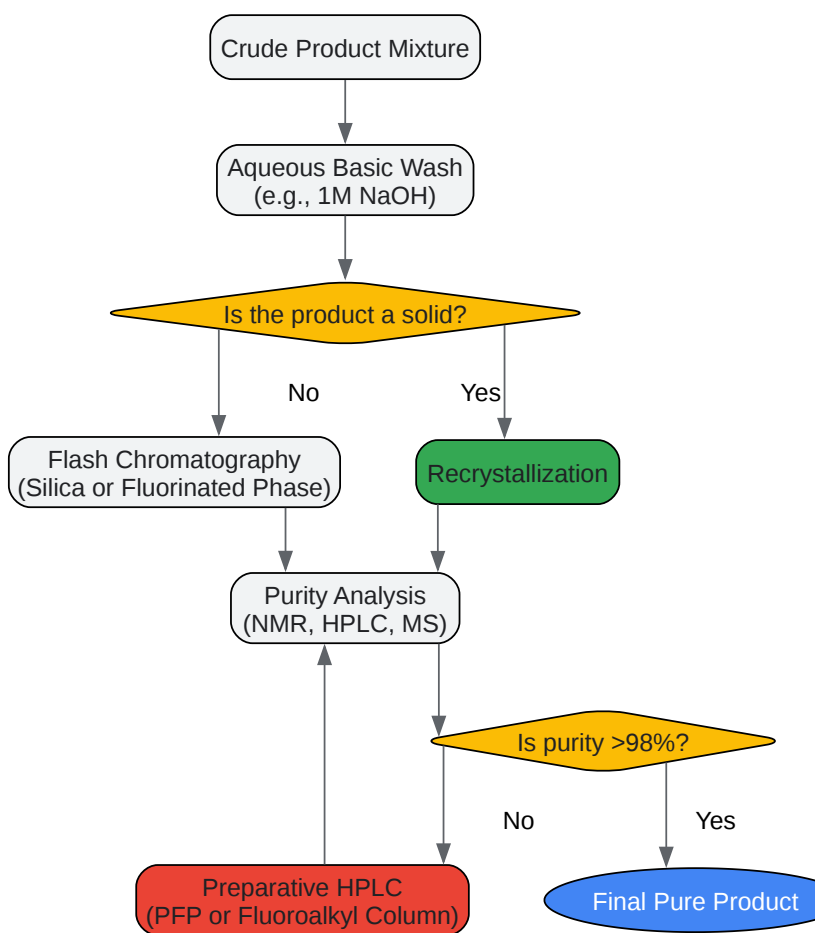 Crude Product Mixture
Aqueous Basic Wash
(e.g., 1M NaOH)
Is the product a solid?
No
Yes
Flash Chromatography
(Silica or Fluorinated Phase)
Recrystallization
Purity Analysis
(NMR, HPLC, MS)
Is purity >98%?
No
Yes
Preparative HPLC
(PFP or Fluoroalkyl Column)
Final Pure Product